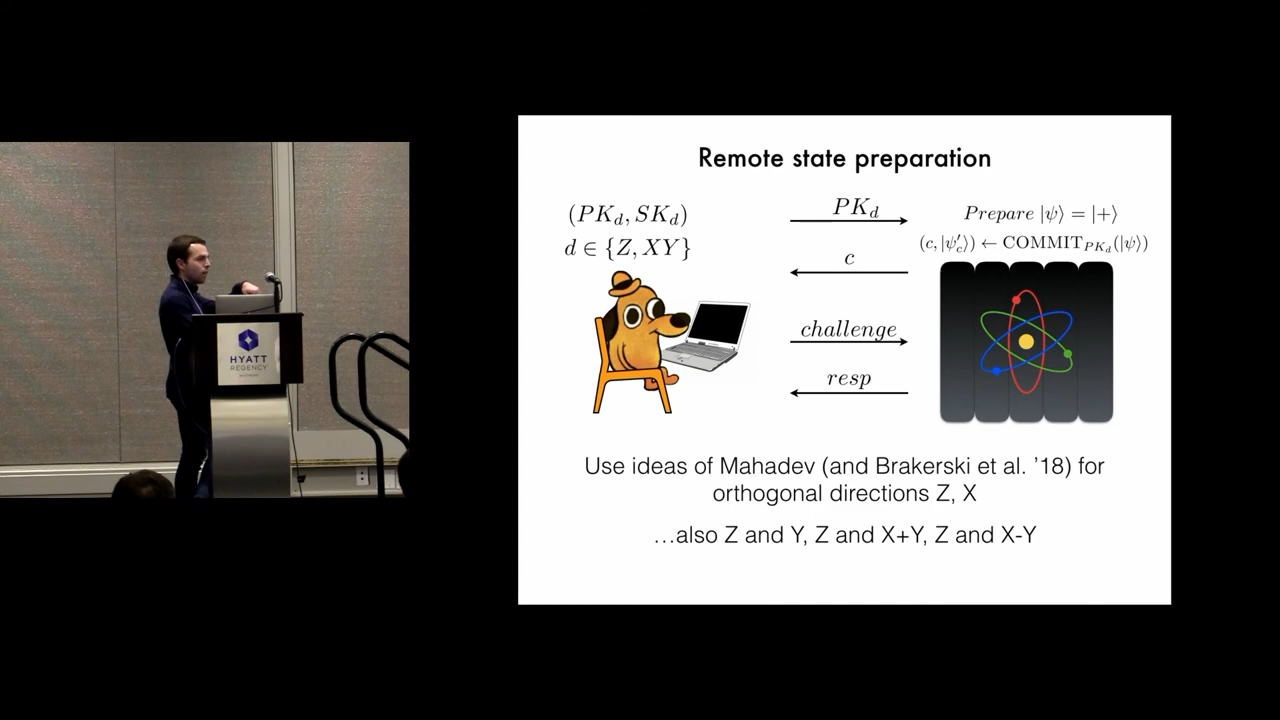 Remote state preparation
(PK_d, SK_d)
d ∈ {Z, XY}
PK_d
c
challenge
resp
Prepare |ψ⟩ = |+⟩
(c, |ψ'_c⟩) ← COMMIT_{PK_d}(|ψ⟩)
Use ideas of Mahadev (and Brakerski et al. ’18) for
orthogonal directions Z, X
…also Z and Y, Z and X+Y, Z and X-Y
HYATT
REGENCY